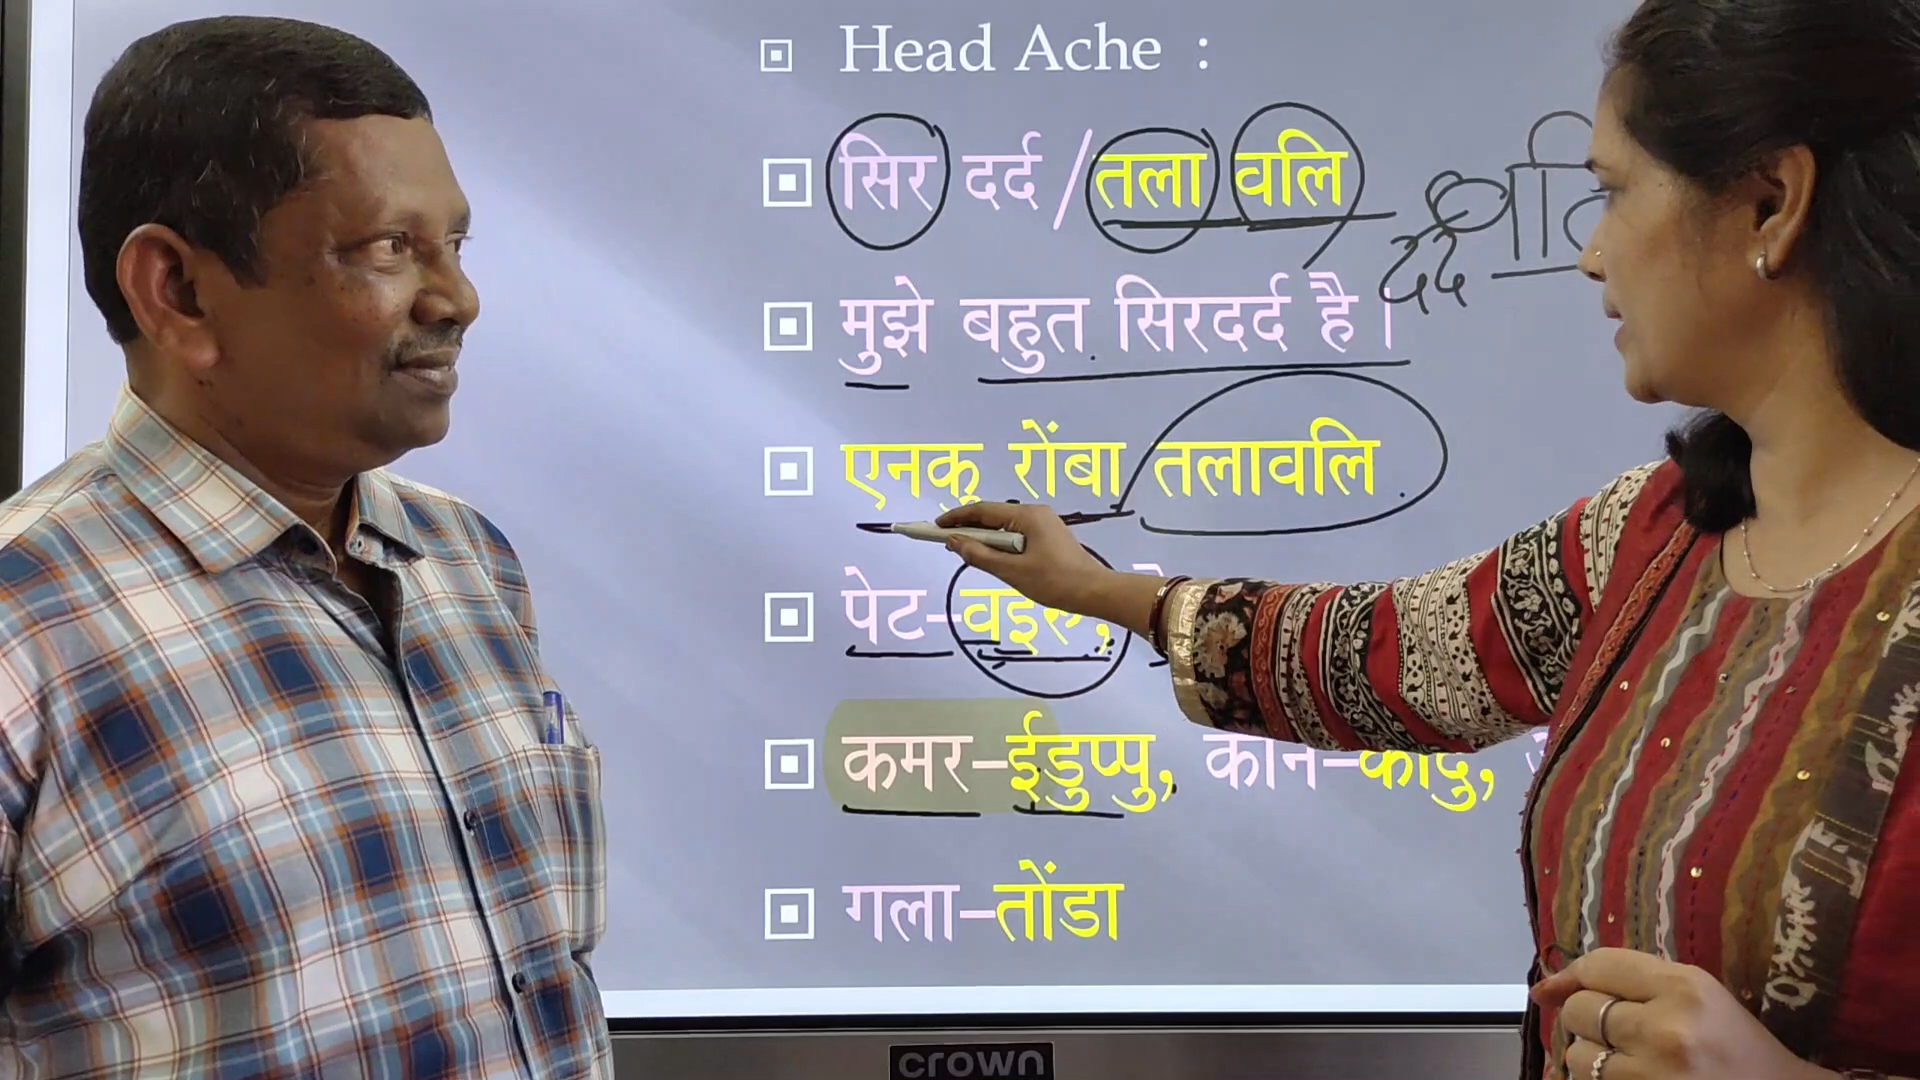 Head Ache :
सिर दर्द / तला वलि
दर्द
मुझे बहुत सिरदर्द है ।
एनकु रोंबा तलावलि
पेट–वइरु,
कमर–ईडुप्पु, कान–कादु,
गला–तोंडा
crown